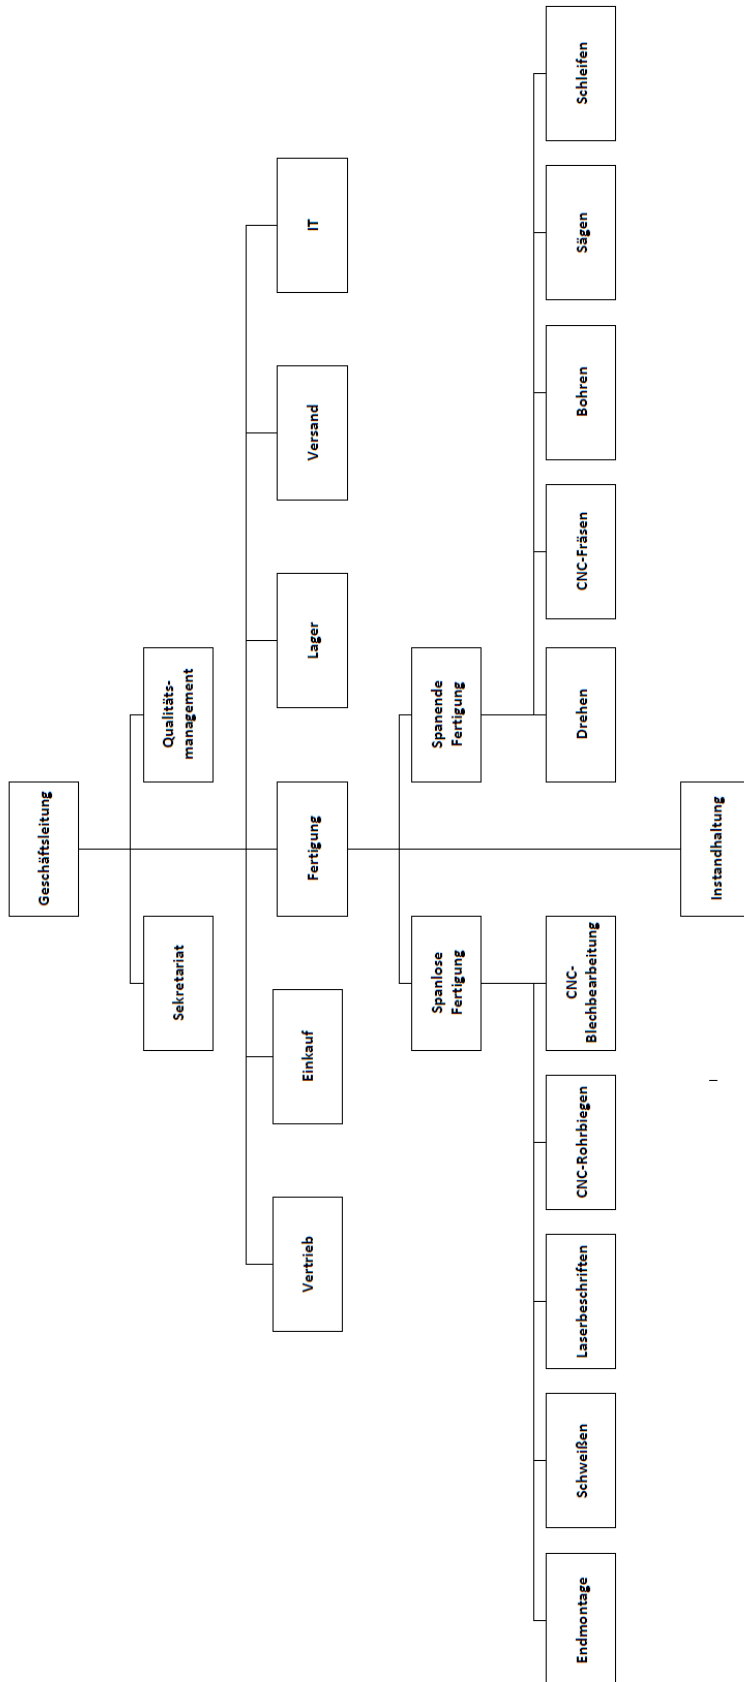 Geschäftsleitung
Sekretariat
Qualitäts-
management
Vertrieb
Einkauf
Fertigung
Lager
Versand
IT
Spanlose
Fertigung
Spanende
Fertigung
Endmontage
Schweißen
Laserbeschriften
CNC-Rohrbiegen
CNC-
Blechbearbeitung
Drehen
CNC-Fräsen
Bohren
Sägen
Schleifen
Instandhaltung